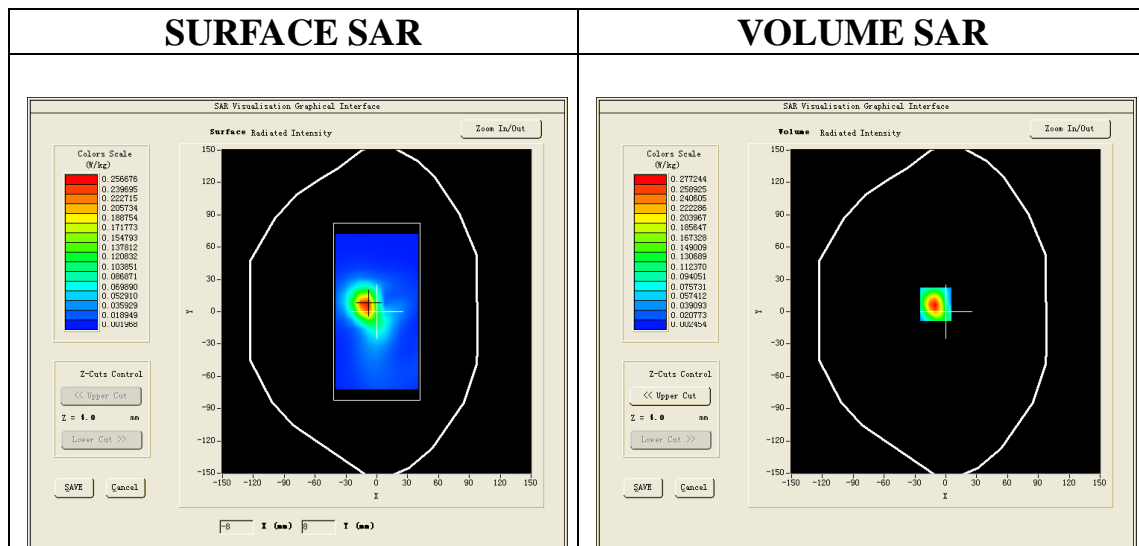 SURFACE SAR
VOLUME SAR
SAR Visualisation Graphical Interface
Surface Radiated Intensity
Zoom In/Out
Colors Scale
(W/kg)
0.256676
0.239695
0.222715
0.205734
0.188754
0.171773
0.154793
0.137812
0.120832
0.103851
0.086871
0.069890
0.052910
0.035929
0.018949
0.001968
Z-Cuts Control
<< Upper Cut
Z = 4.0 mm
Lower Cut >>
SAVE
Cancel
150
120
90
60
30
0
-30
-60
-90
-120
-150
Y
-150 -120 -90 -60 -30 0 30 60 90 120 150
X
-8 X (mm) 8 Y (mm)
SAR Visualisation Graphical Interface
Volume Radiated Intensity
Zoom In/Out
Colors Scale
(W/kg)
0.277244
0.258925
0.240605
0.222286
0.203967
0.185647
0.167328
0.149009
0.130689
0.112370
0.094051
0.075731
0.057412
0.039093
0.020773
0.002454
Z-Cuts Control
<< Upper Cut
Z = 4.0 mm
Lower Cut >>
SAVE
Cancel
150
120
90
60
30
0
-30
-60
-90
-120
-150
Y
-150 -120 -90 -60 -30 0 30 60 90 120 150
X